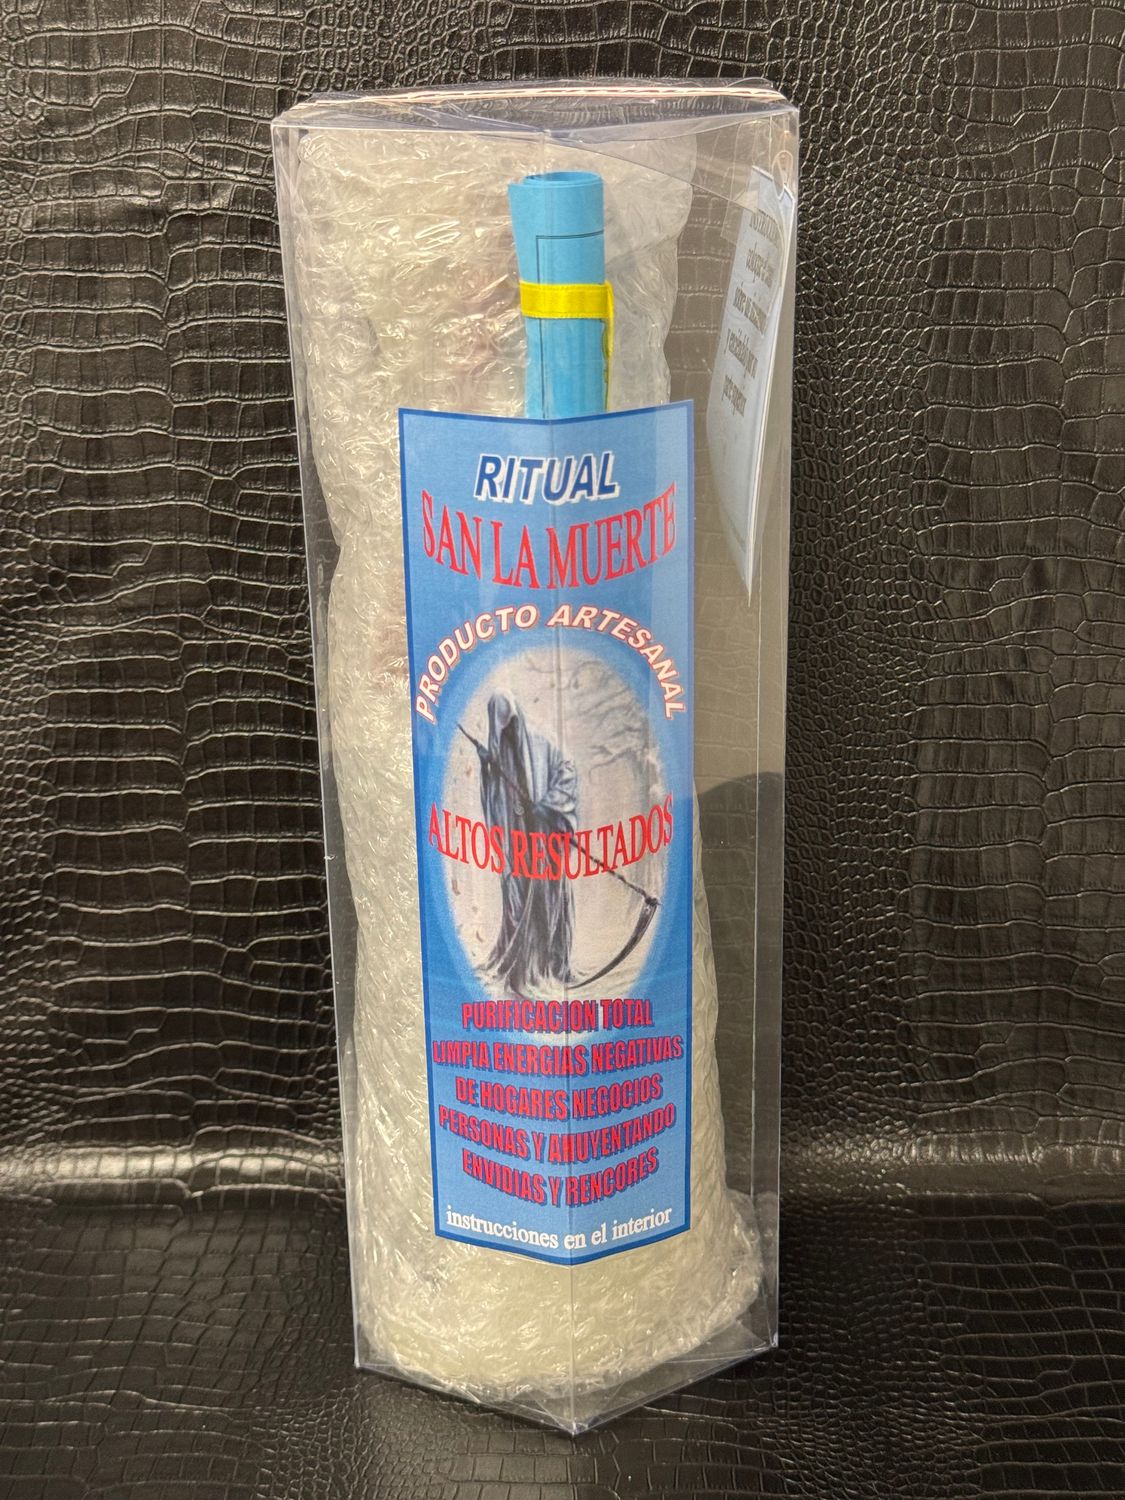 RITUAL
SAN LA MUERTE
PRODUCTO ARTESANAL
ALTOS RESULTADOS
PURIFICACION TOTAL
LIMPIA ENERGIAS NEGATIVAS
DE HOGARES NEGOCIOS
PERSONAS Y AHUYENTANDO
ENVIDIAS Y RENCORES
instrucciones en el interior